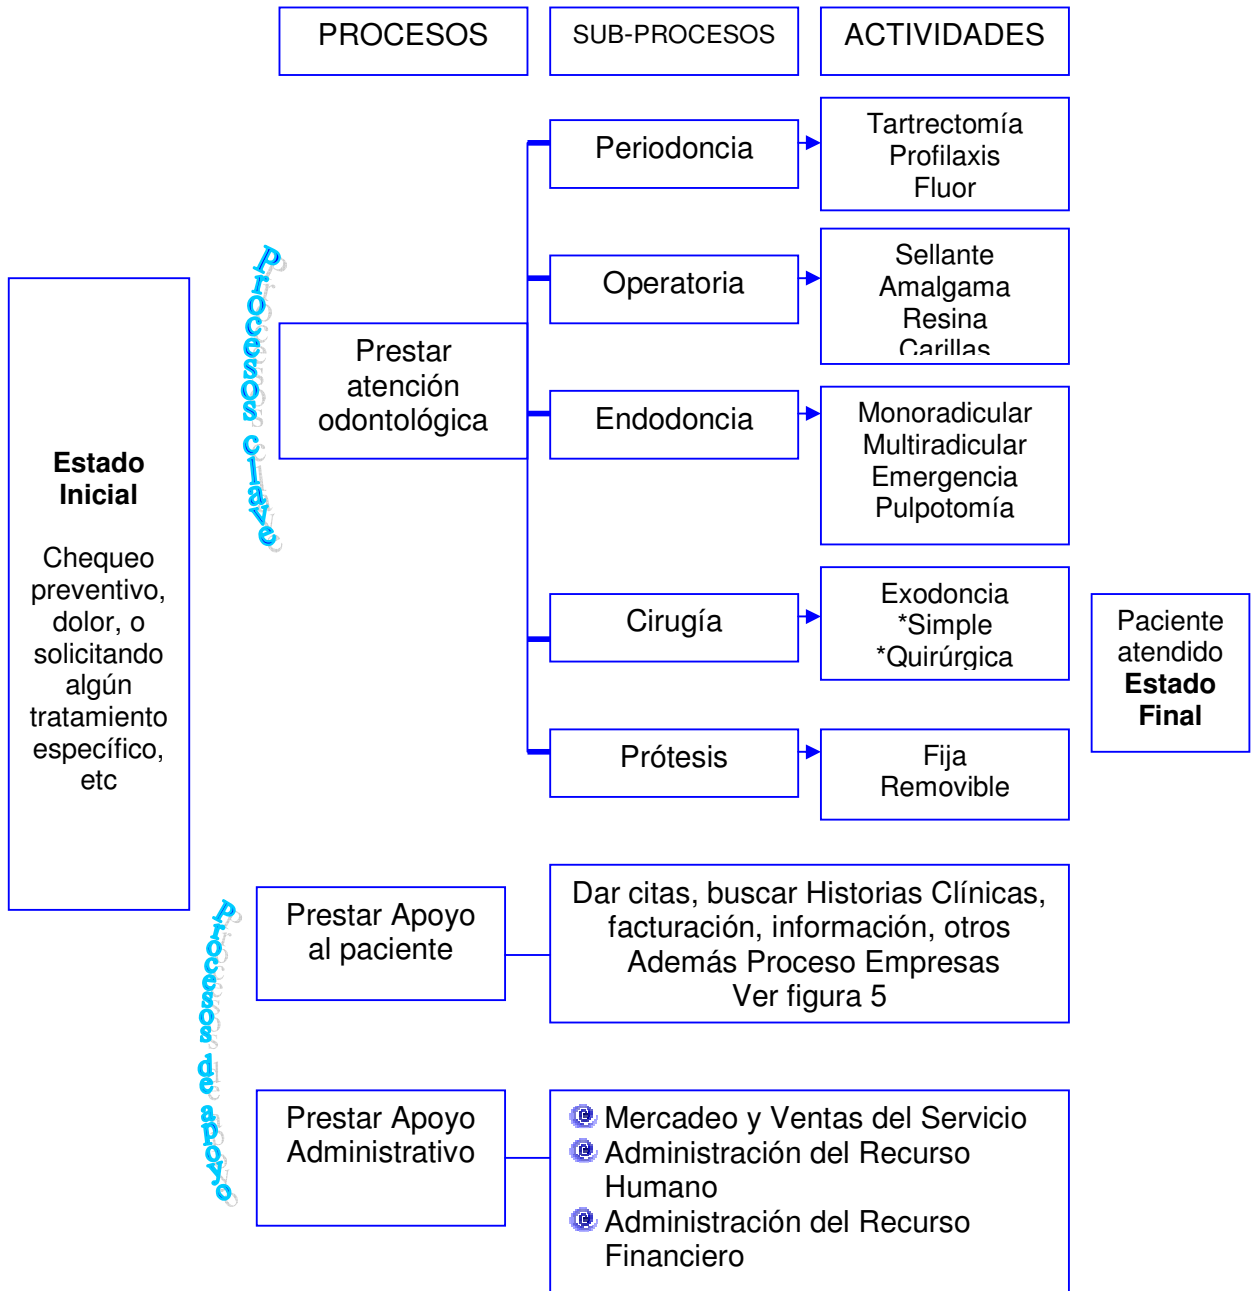 PROCESOS
SUB-PROCESOS
ACTIVIDADES
Periodoncia
Tartrectomía
Profilaxis
Fluor
Procesos clave
Operatoria
Sellante
Amalgama
Resina
Carillas
Prestar
atención
odontológica
Endodoncia
Monoradicular
Multiradicular
Emergencia
Pulpotomía
Estado
Inicial
Chequeo
preventivo,
dolor, o
solicitando
algún
tratamiento
específico,
etc
Cirugía
Exodoncia
*Simple
*Quirúrgica
Paciente
atendido
Estado
Final
Prótesis
Fija
Removible
Procesos de apoyo
Prestar Apoyo
al paciente
Dar citas, buscar Historias Clínicas,
facturación, información, otros
Además Proceso Empresas
Ver figura 5
Prestar Apoyo
Administrativo
Mercadeo y Ventas del Servicio
Administración del Recurso
Humano
Administración del Recurso
Financiero